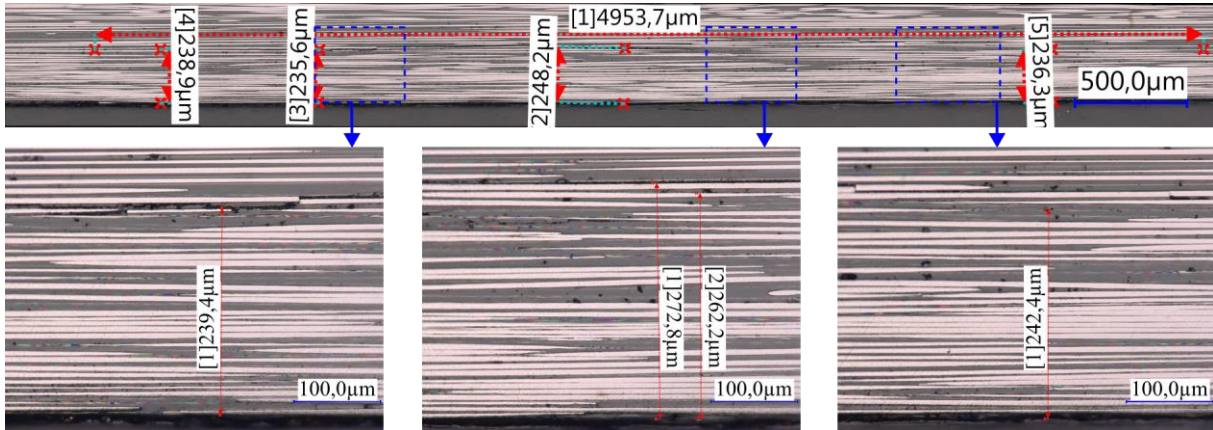 [4]238,9µm
[3]235,6µm
[1]4953,7µm
2]248,2µm
[5]236,3µm
500,0µm
[1]239,4µm
100,0µm
[1]272,8µm
[2]262,2µm
100,0µm
[1]242,4µm
100,0µm